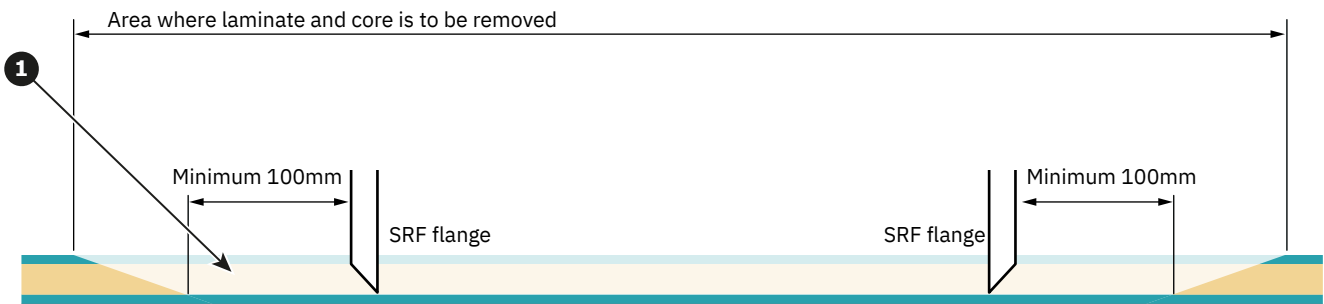 Area where laminate and core is to be removed
1
Minimum 100mm
Minimum 100mm
SRF flange
SRF flange